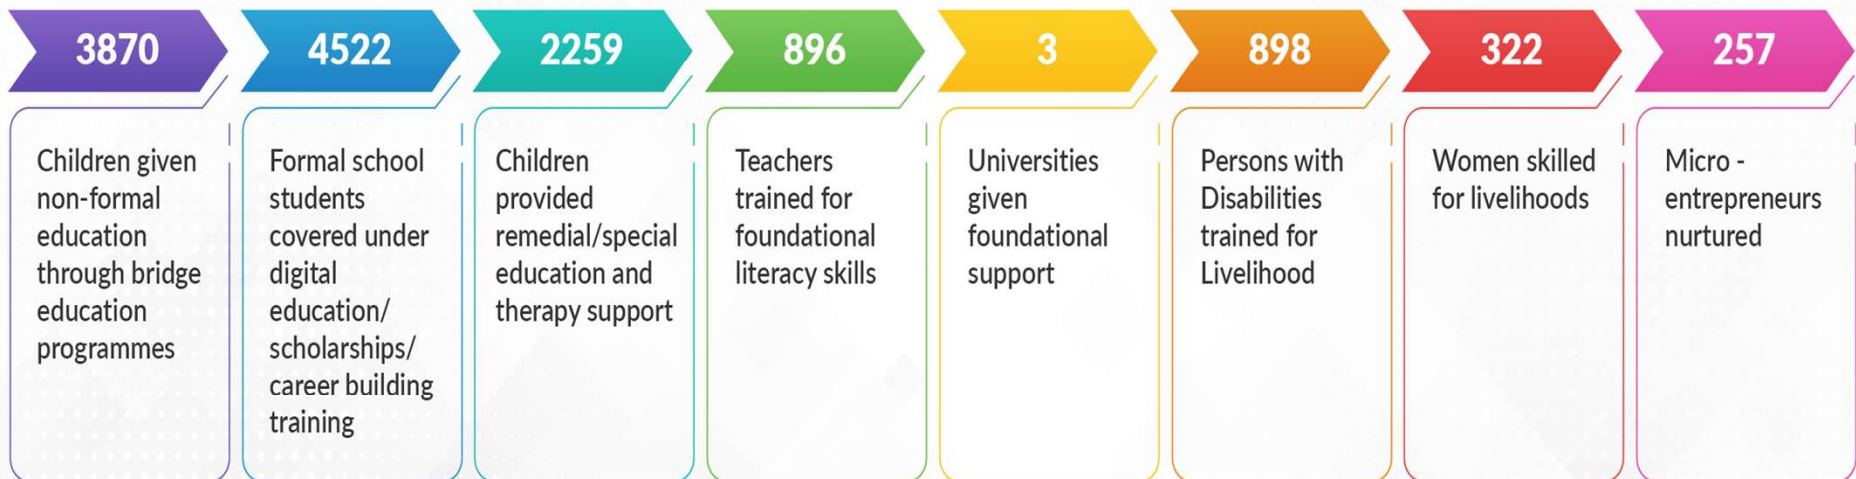 3870
Children given
non-formal
education
through bridge
education
programmes
4522
Formal school
students
covered under
digital
education/
scholarships/
career building
training
2259
Children
provided
remedial/special
education and
therapy support
896
Teachers
trained for
foundational
literacy skills
3
Universities
given
foundational
support
898
Persons with
Disabilities
trained for
Livelihood
322
Women skilled
for livelihoods
257
Micro -
entrepreneurs
nurtured